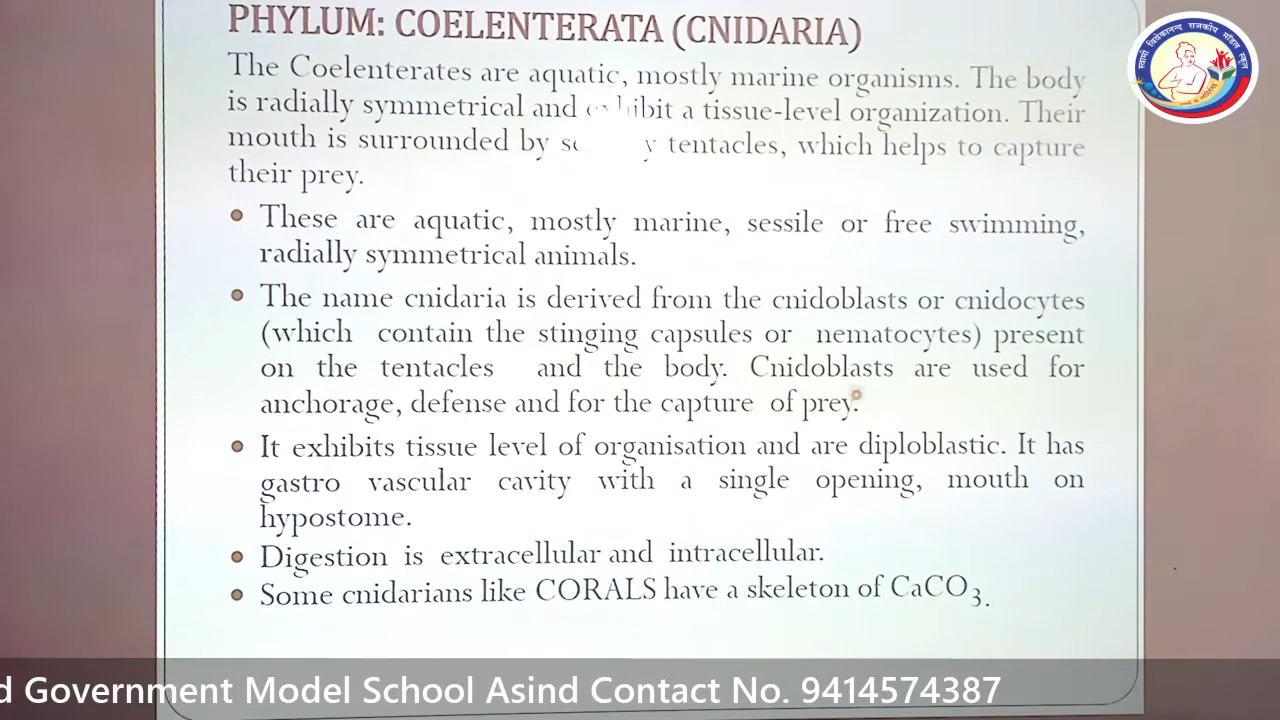 PHYLUM: COELENTERATA (CNIDARIA)
The Coelenterates are aquatic, mostly marine organisms. The body
is radially symmetrical and a tissue-level organization. Their
mouth is surrounded by tentacles, which helps to capture
their prey.
These are aquatic, mostly marine, sessile or free swimming,
radially symmetrical animals.
The name cnidaria is derived from the cnidoblasts or cnidocytes
(which contain the stinging capsules or nematocytes) present
on the tentacles and the body. Cnidoblasts are used for
anchorage, defense and for the capture of prey.
It exhibits tissue level of organisation and are diploblastic. It has
gastro vascular cavity with a single opening, mouth on
hypostome.
Digestion is extracellular and intracellular.
Some cnidarians like CORALS have a skeleton of CaCO3.
स्वामी विवेकानन्द राजकीय मॉडल स्कूल
d Government Model School Asind Contact No. 9414574387